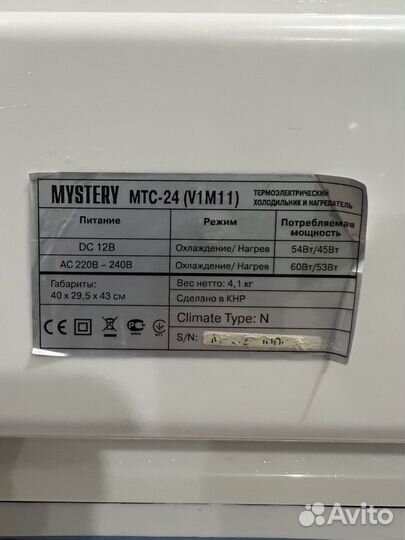 MYSTERY MTC-24 (V1M11) ТЕРМОЭЛЕКТРИЧЕСКИЙ
ХОЛОДИЛЬНИК И НАГРЕВАТЕЛЬ
Питание Режим Потребляемая
мощность
DC 12В Охлаждение/ Нагрев 54Вт/45Вт
AC 220В – 240В Охлаждение/ Нагрев 60Вт/53Вт
Габариты: Вес нетто: 4,1 кг
40 x 29,5 x 43 см Сделано в КНР
Climate Type: N
CE S/N:
Avito